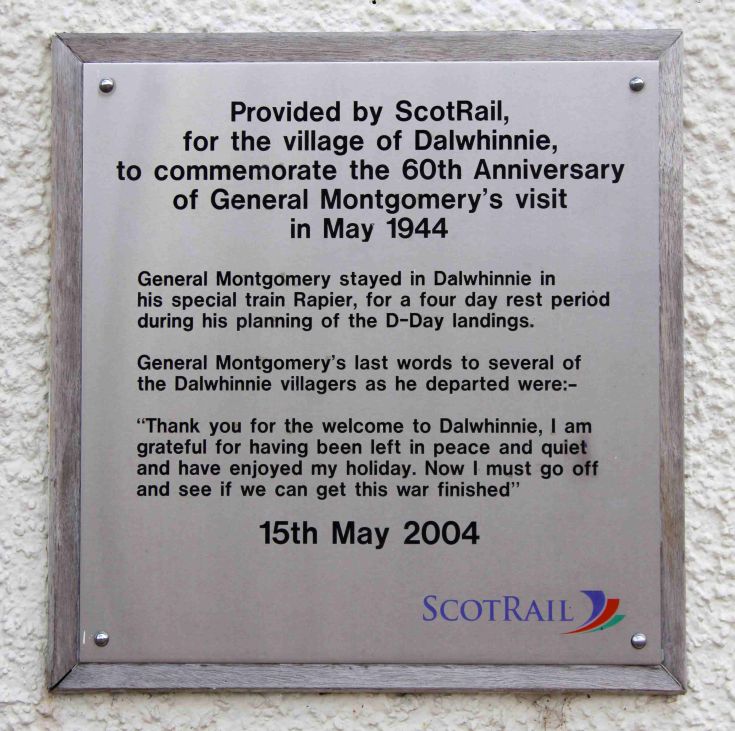 Provided by ScotRail,
for the village of Dalwhinnie,
to commemorate the 60th Anniversary
of General Montgomery's visit
in May 1944
General Montgomery stayed in Dalwhinnie in
his special train Rapier, for a four day rest period
during his planning of the D-Day landings.
General Montgomery's last words to several of
the Dalwhinnie villagers as he departed were:-
“Thank you for the welcome to Dalwhinnie, I am
grateful for having been left in peace and quiet
and have enjoyed my holiday. Now I must go off
and see if we can get this war finished”
15th May 2004
SCOTRAIL